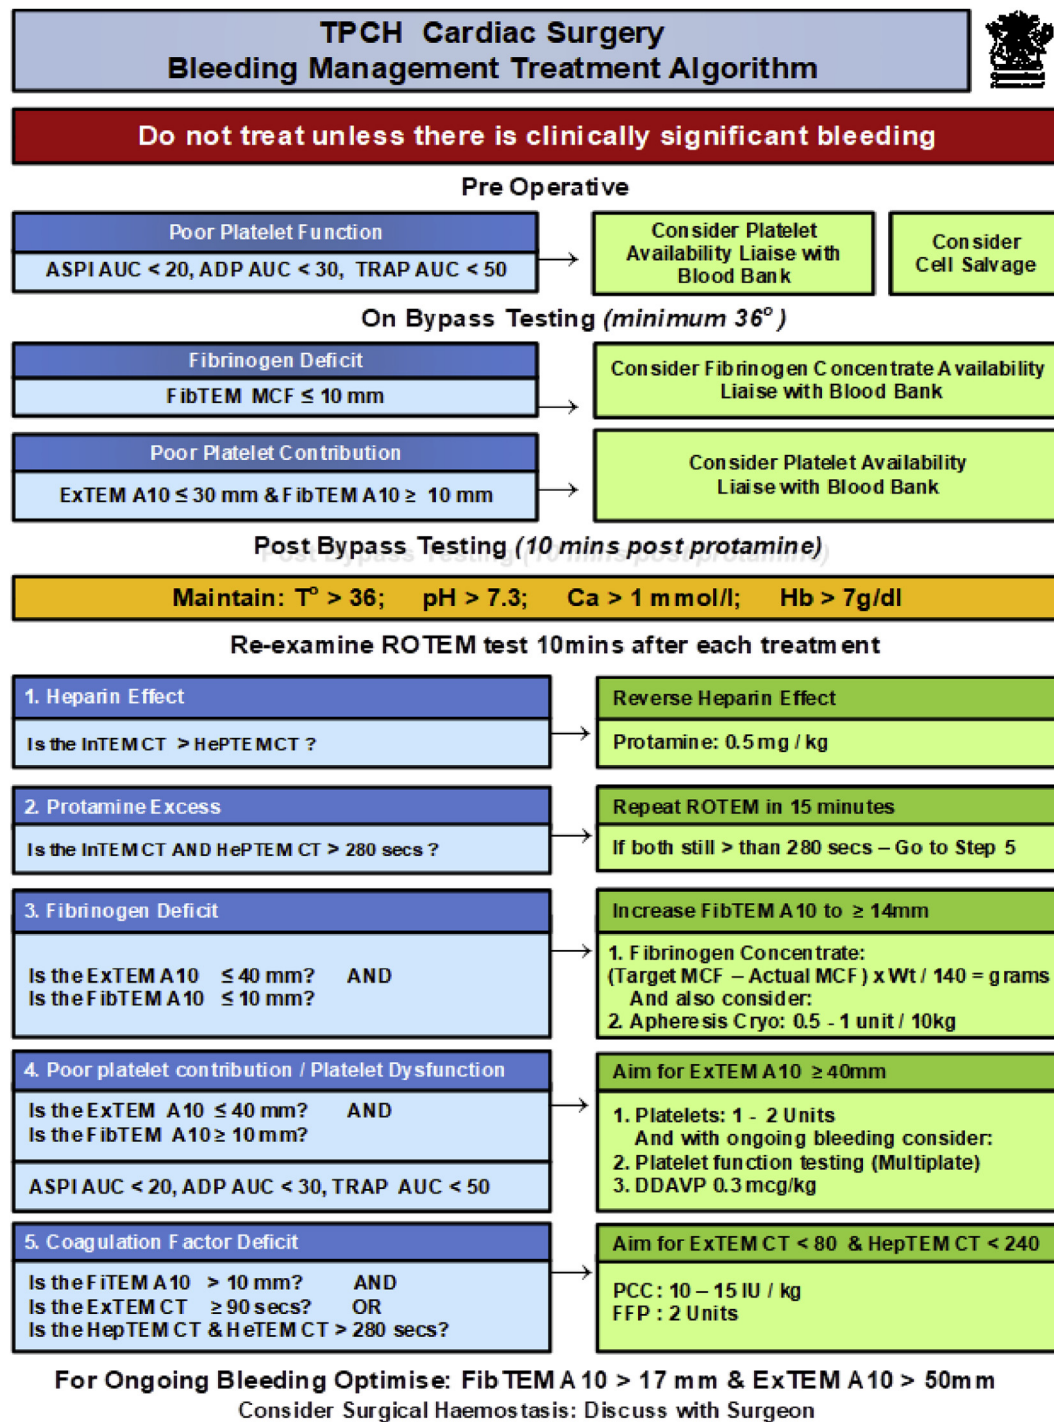 TPCH Cardiac Surgery
Bleeding Management Treatment Algorithm
Do not treat unless there is clinically significant bleeding
Pre Operative
Poor Platelet Function
ASPI AUC < 20, ADP AUC < 30, TRAP AUC < 50
Consider Platelet
Availability Liaise with
Blood Bank
Consider
Cell Salvage
On Bypass Testing (minimum 36°)
Fibrinogen Deficit
FibTEM MCF ≤ 10 mm
Consider Fibrinogen Concentrate Availability
Liaise with Blood Bank
Poor Platelet Contribution
ExTEM A10 ≤ 30 mm & FibTEM A10 ≥ 10 mm
Consider Platelet Availability
Liaise with Blood Bank
Post Bypass Testing (10 mins post protamine)
Maintain: T° > 36; pH > 7.3; Ca > 1 mmol/l; Hb > 7g/dl
Re-examine ROTEM test 10mins after each treatment
1. Heparin Effect
Is the InTEM CT > HePTEM CT ?
Reverse Heparin Effect
Protamine: 0.5 mg / kg
2. Protamine Excess
Is the InTEM CT AND HePTEM CT > 280 secs ?
Repeat ROTEM in 15 minutes
If both still > than 280 secs – Go to Step 5
3. Fibrinogen Deficit
Is the ExTEM A10 ≤ 40 mm? AND
Is the FibTEM A10 ≤ 10 mm?
Increase FibTEM A10 to ≥ 14mm
1. Fibrinogen Concentrate:
(Target MCF – Actual MCF) x Wt / 140 = grams
And also consider:
2. Apheresis Cryo: 0.5 - 1 unit / 10kg
4. Poor platelet contribution / Platelet Dysfunction
Is the ExTEM A10 ≤ 40 mm? AND
Is the FibTEM A10 ≥ 10 mm?
ASPI AUC < 20, ADP AUC < 30, TRAP AUC < 50
Aim for ExTEM A10 ≥ 40mm
1. Platelets: 1 - 2 Units
And with ongoing bleeding consider:
2. Platelet function testing (Multiplate)
3. DDAVP 0.3 mcg/kg
5. Coagulation Factor Deficit
Is the FiTEM A10 > 10 mm? AND
Is the ExTEM CT ≥ 90 secs? OR
Is the HepTEM CT & HeTEM CT > 280 secs?
Aim for ExTEM CT < 80 & HepTEM CT < 240
PCC : 10 – 15 IU / kg
FFP : 2 Units
For Ongoing Bleeding Optimise: FibTEM A10 > 17 mm & ExTEM A10 > 50mm
Consider Surgical Haemostasis: Discuss with Surgeon